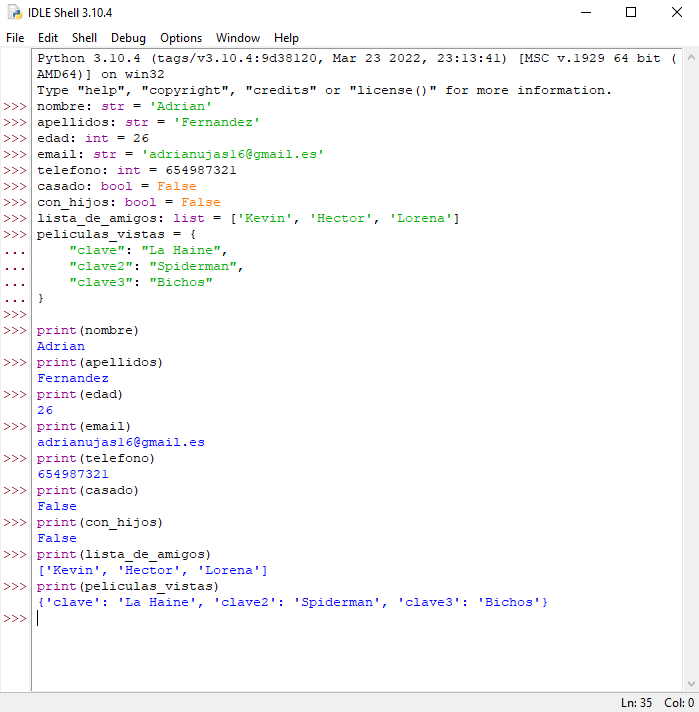 IDLE Shell 3.10.4
File Edit Shell Debug Options Window Help
Python 3.10.4 (tags/v3.10.4:9d38120, Mar 23 2022, 23:13:41) [MSC v.1929 64 bit (
AMD64)] on win32
Type "help", "copyright", "credits" or "license()" for more information.
>>> nombre: str = 'Adrian'
>>> apellidos: str = 'Fernandez'
>>> edad: int = 26
>>> email: str = 'adrianujas16@gmail.es'
>>> telefono: int = 654987321
>>> casado: bool = False
>>> con_hijos: bool = False
>>> lista_de_amigos: list = ['Kevin', 'Hector', 'Lorena']
>>> peliculas_vistas = {
...     "clave": "La Haine",
...     "clave2": "Spiderman",
...     "clave3": "Bichos"
... }
>>>
>>> print(nombre)
Adrian
>>> print(apellidos)
Fernandez
>>> print(edad)
26
>>> print(email)
adrianujas16@gmail.es
>>> print(telefono)
654987321
>>> print(casado)
False
>>> print(con_hijos)
False
>>> print(lista_de_amigos)
['Kevin', 'Hector', 'Lorena']
>>> print(peliculas_vistas)
{'clave': 'La Haine', 'clave2': 'Spiderman', 'clave3': 'Bichos'}
>>>
Ln: 35 Col: 0